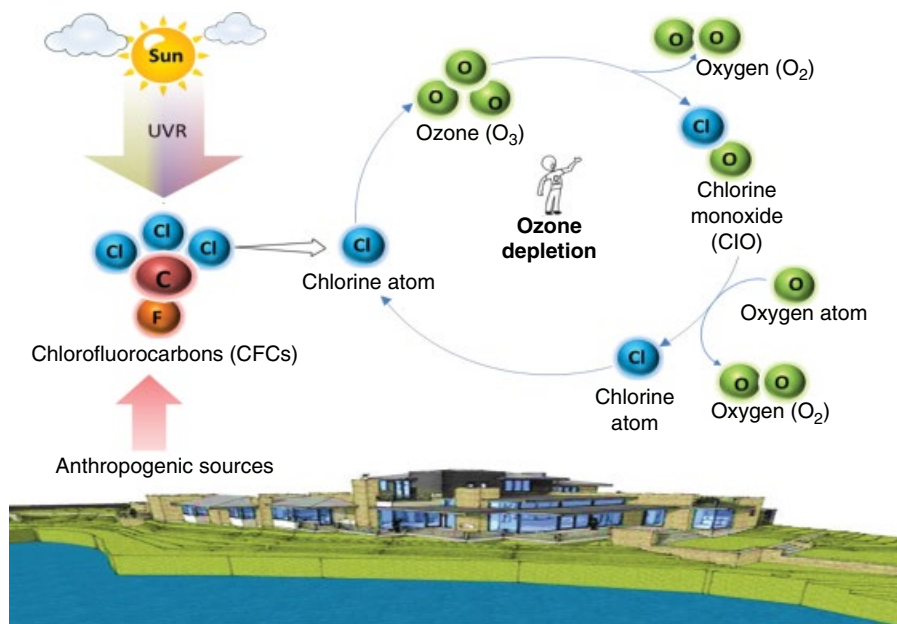 Sun
UVR
Cl
Cl
Cl
C
F
Chlorofluorocarbons (CFCs)
Anthropogenic sources
Cl
Chlorine atom
O
O
O
Ozone (O₃)
O
O
Oxygen (O₂)
Cl
O
Chlorine
monoxide
(ClO)
O
Oxygen atom
O
O
Oxygen (O₂)
Cl
Chlorine
atom
Ozone
depletion